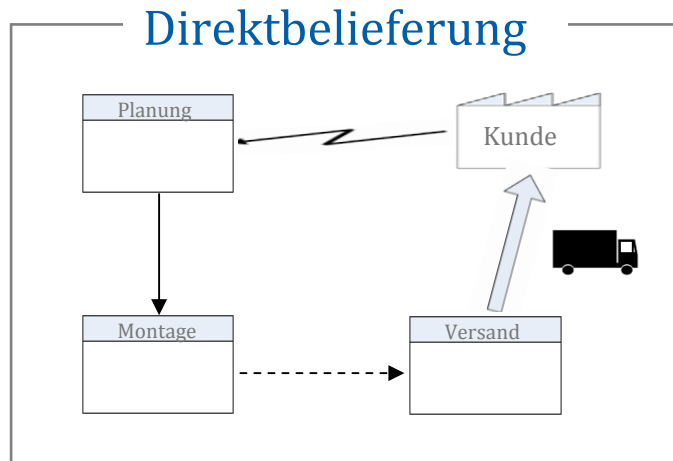 Direktbelieferung
Planung
Kunde
Montage
Versand